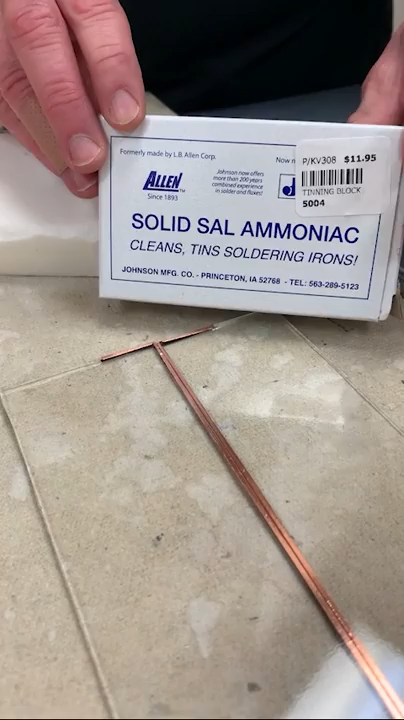 Formerly made by L.B. Allen Corp.
Johnson now offers
more than 200 years
combined experience
in solder and fluxes!
Now
ALLEN™
Since 1893
P/KV308 $11.95
TINNING BLOCK
5004
SOLID SAL AMMONIAC
CLEANS, TINS SOLDERING IRONS!
JOHNSON MFG. CO. - PRINCETON, IA 52768 - TEL: 563-289-5123